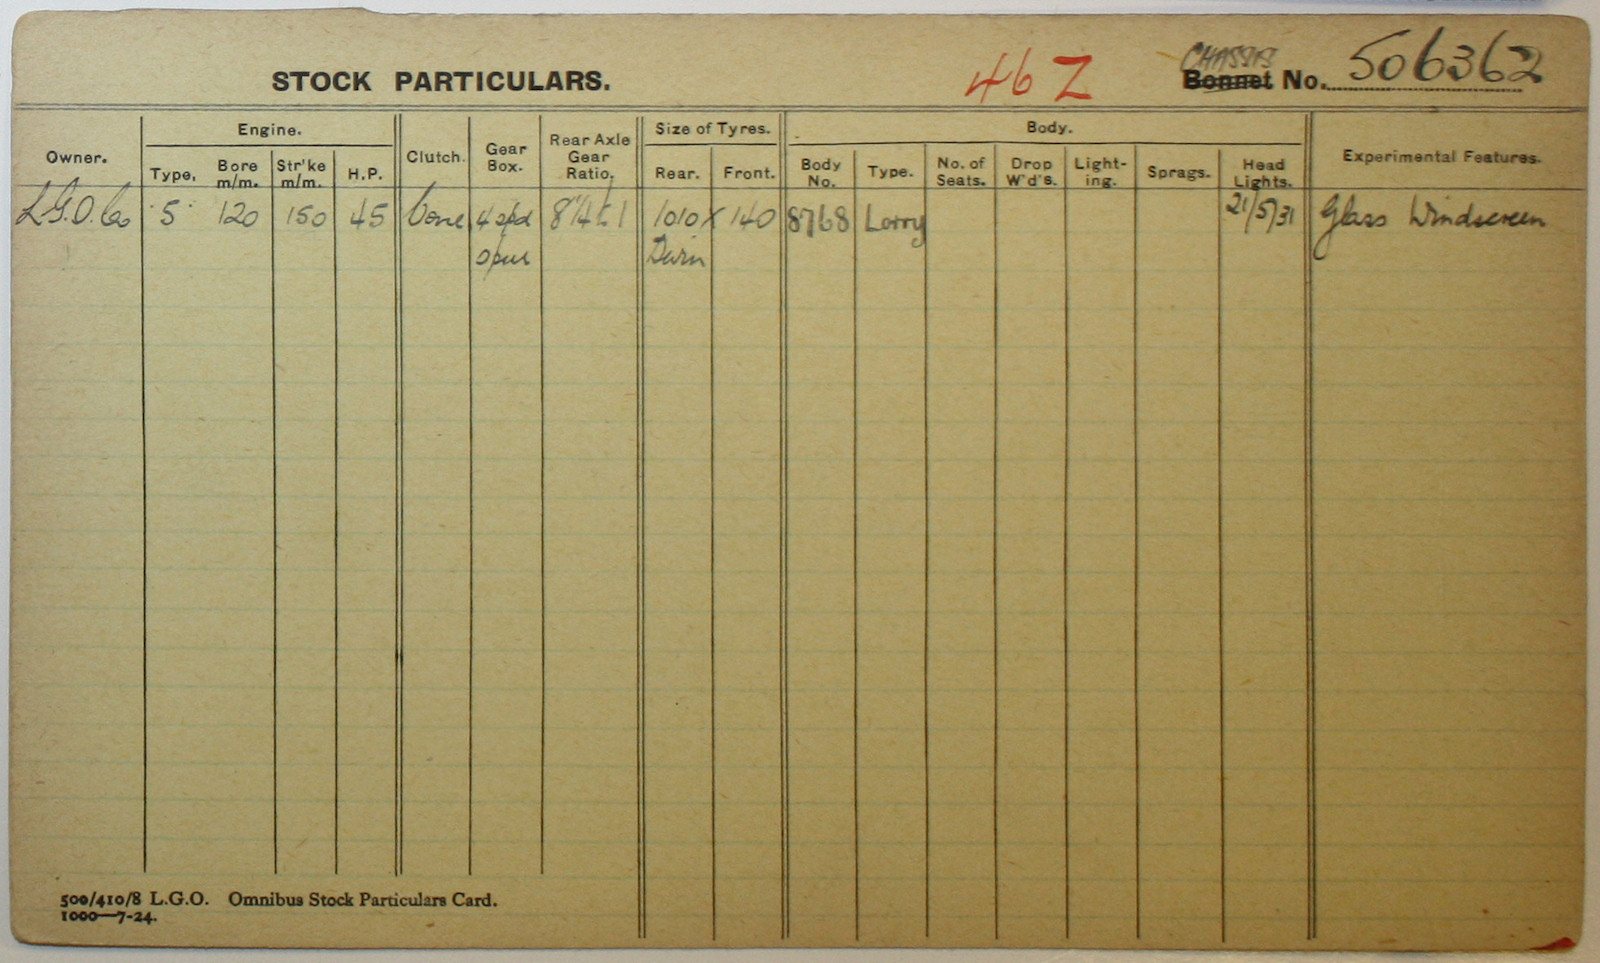 STOCK PARTICULARS.
46 Z
CHASSIS
Bonnet No. 506362
Owner.
Engine.
Type.
Bore m/m.
Str'ke m/m.
H.P.
Clutch.
Gear Box.
Rear Axle Gear Ratio.
Size of Tyres.
Rear.
Front.
Body.
Body No.
Type.
No. of Seats.
Drop W'd's.
Light-ing.
Sprags.
Head Lights.
Experimental Features.
L.G.O. Co 5 120 150 45 Cone 4 spd 8¼ to 1 1010 X 140 8768 Lorry 21/5/31 Glass Windscreen
spur
500/410/8 L.G.O. Omnibus Stock Particulars Card.
1000—7-24.